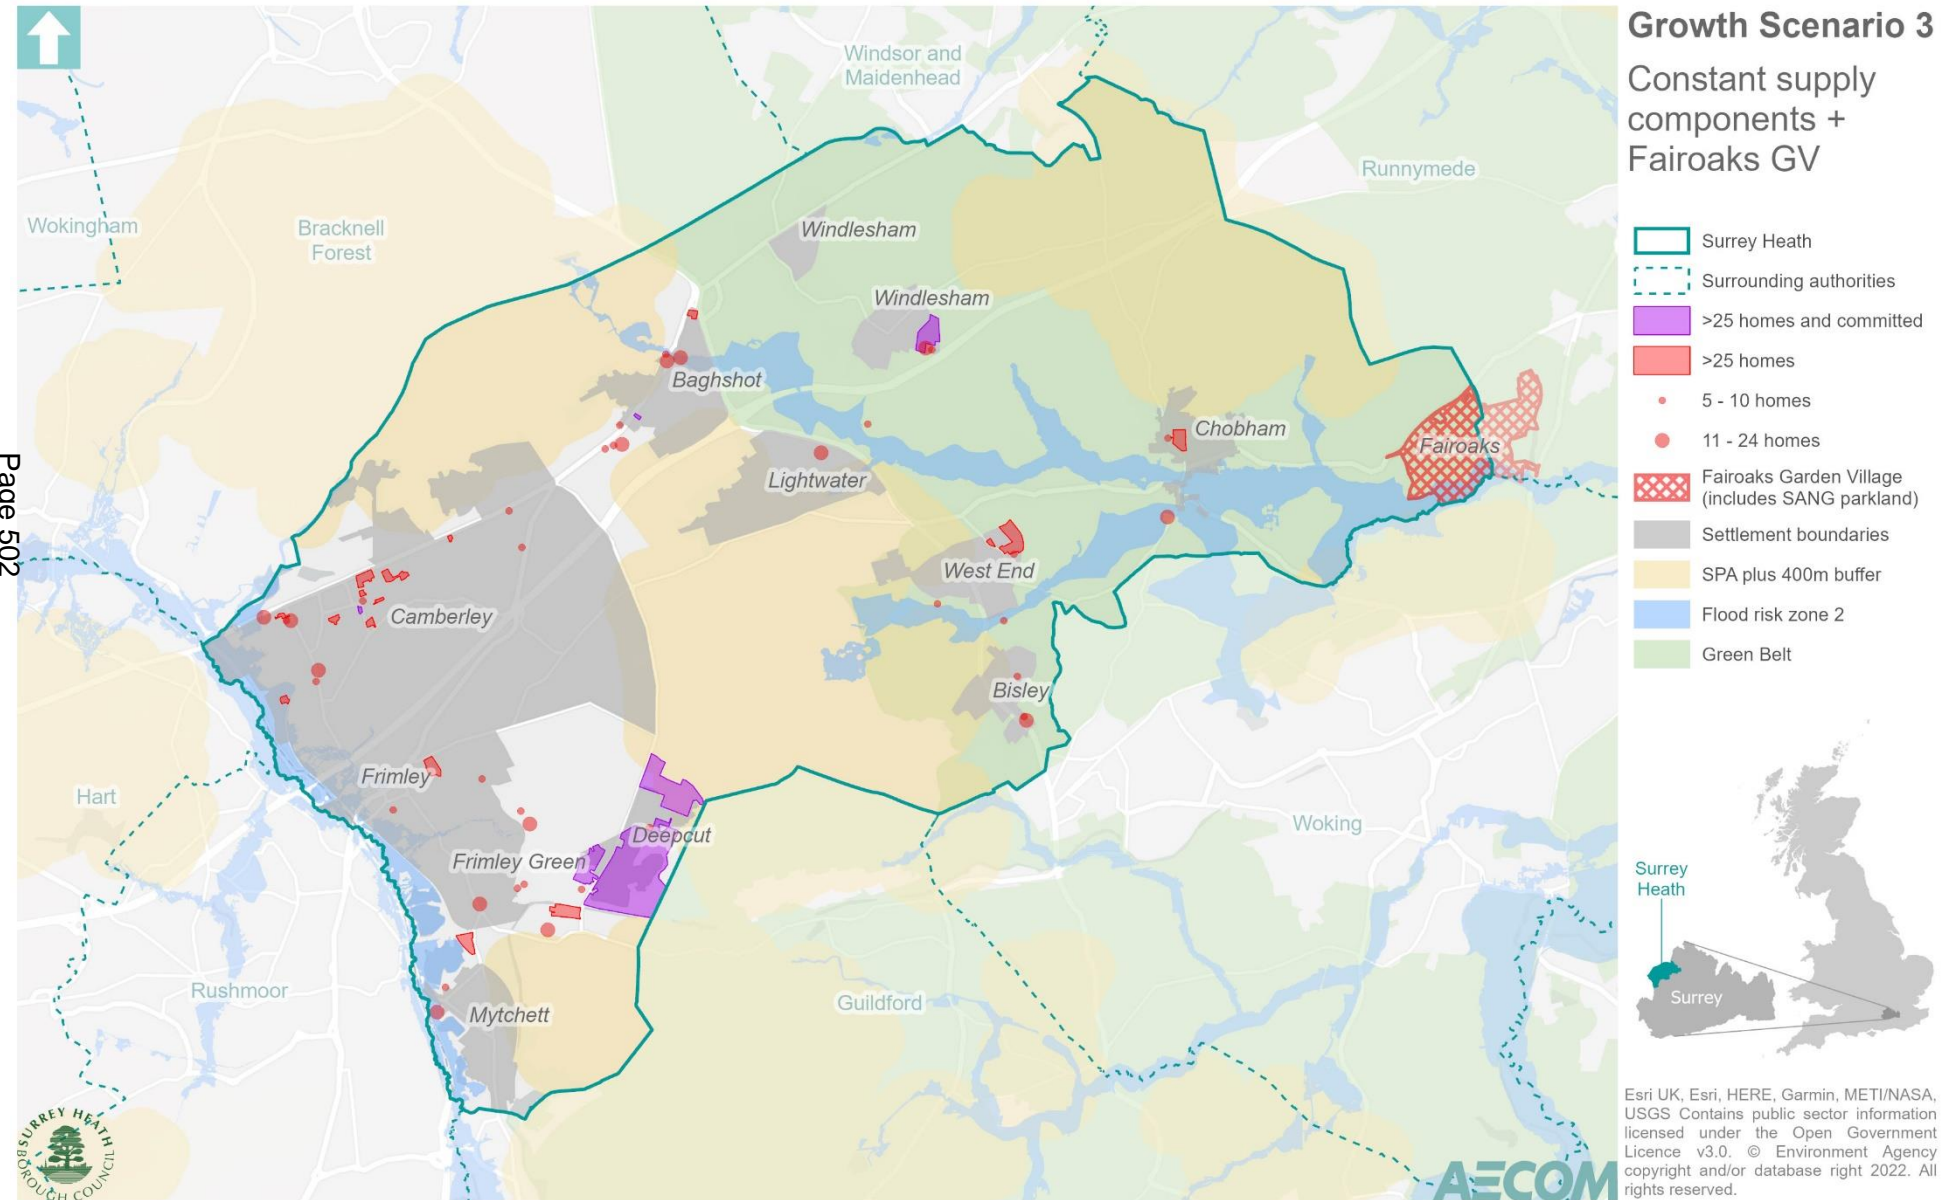 Growth Scenario 3
Constant supply
components +
Fairoaks GV
Surrey Heath
Surrounding authorities
>25 homes and committed
>25 homes
5 - 10 homes
11 - 24 homes
Fairoaks Garden Village
(includes SANG parkland)
Settlement boundaries
SPA plus 400m buffer
Flood risk zone 2
Green Belt
Windsor and
Maidenhead
Runnymede
Wokingham
Bracknell
Forest
Windlesham
Windlesham
Baghshot
Chobham
Fairoaks
Lightwater
West End
Camberley
Bisley
Frimley
Hart
Woking
Deepcut
Frimley Green
Rushmoor
Guildford
Mytchett
Page 502
Surrey
Heath
Surrey
SURREY HEATH
BOROUGH COUNCIL
AECOM
Esri UK, Esri, HERE, Garmin, METI/NASA,
USGS Contains public sector information
licensed under the Open Government
Licence v3.0. © Environment Agency
copyright and/or database right 2022. All
rights reserved.